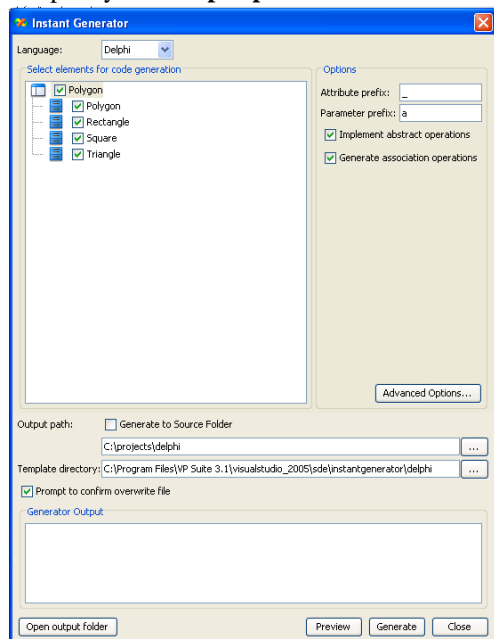 Instant Generator
Language: Delphi
Select elements for code generation
Polygon
Polygon
Rectangle
Square
Triangle
Options
Attribute prefix: _
Parameter prefix: a
Implement abstract operations
Generate association operations
Advanced Options...
Output path: Generate to Source Folder
C:\projects\delphi ...
Template directory: C:\Program Files\VP Suite 3.1\visualstudio_2005\sde\instantgenerator\delphi ...
Prompt to confirm overwrite file
Generator Output
Open output folder Preview Generate Close